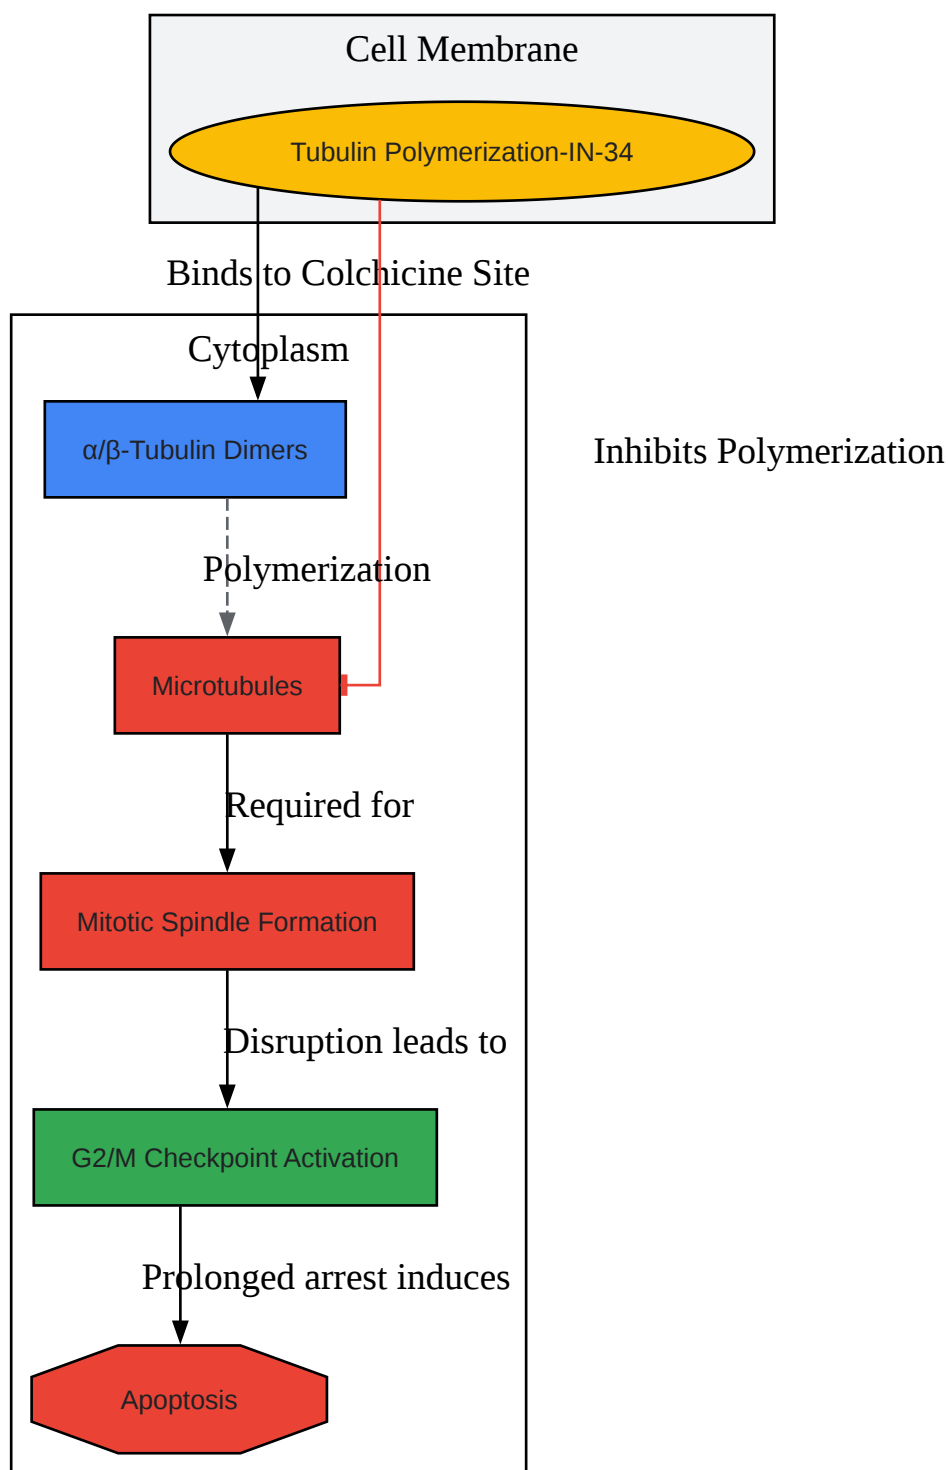 Cell Membrane
Tubulin Polymerization-IN-34
Binds to Colchicine Site
Cytoplasm
α/β-Tubulin Dimers
Inhibits Polymerization
Polymerization
Microtubules
Required for
Mitotic Spindle Formation
Disruption leads to
G2/M Checkpoint Activation
Prolonged arrest induces
Apoptosis